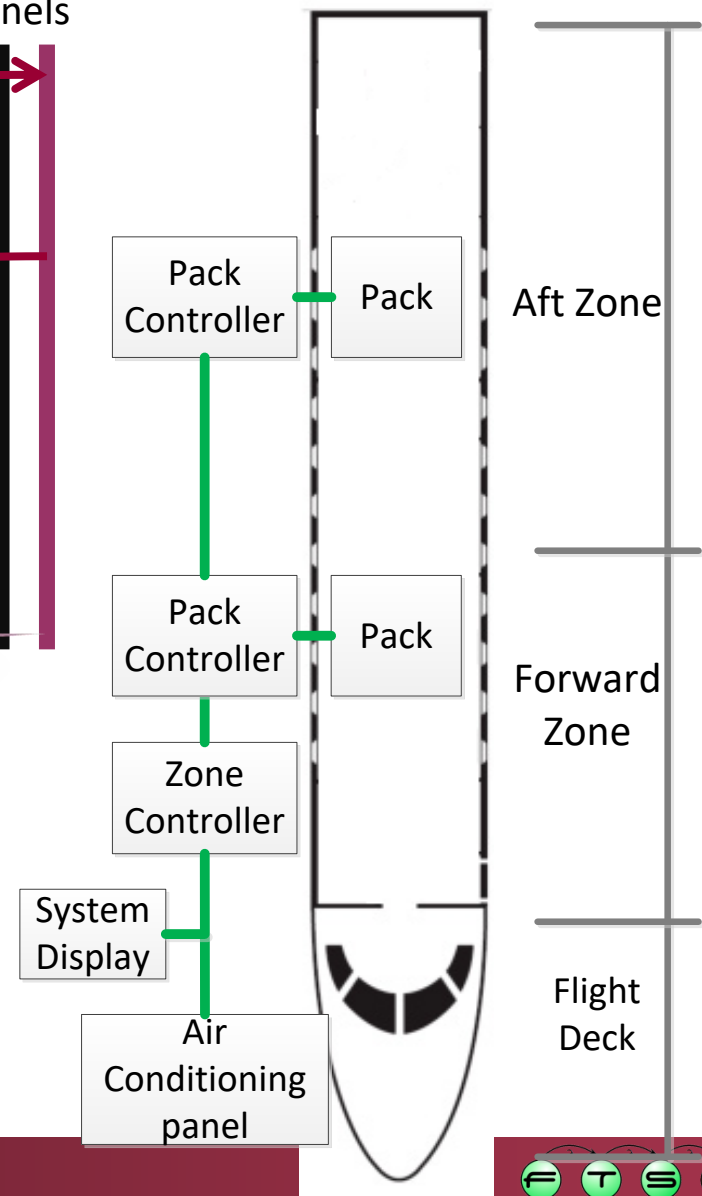 nels
Pack
Controller
Pack
Aft Zone
Pack
Controller
Pack
Forward
Zone
Zone
Controller
System
Display
Flight
Deck
Air
Conditioning
panel
F T S